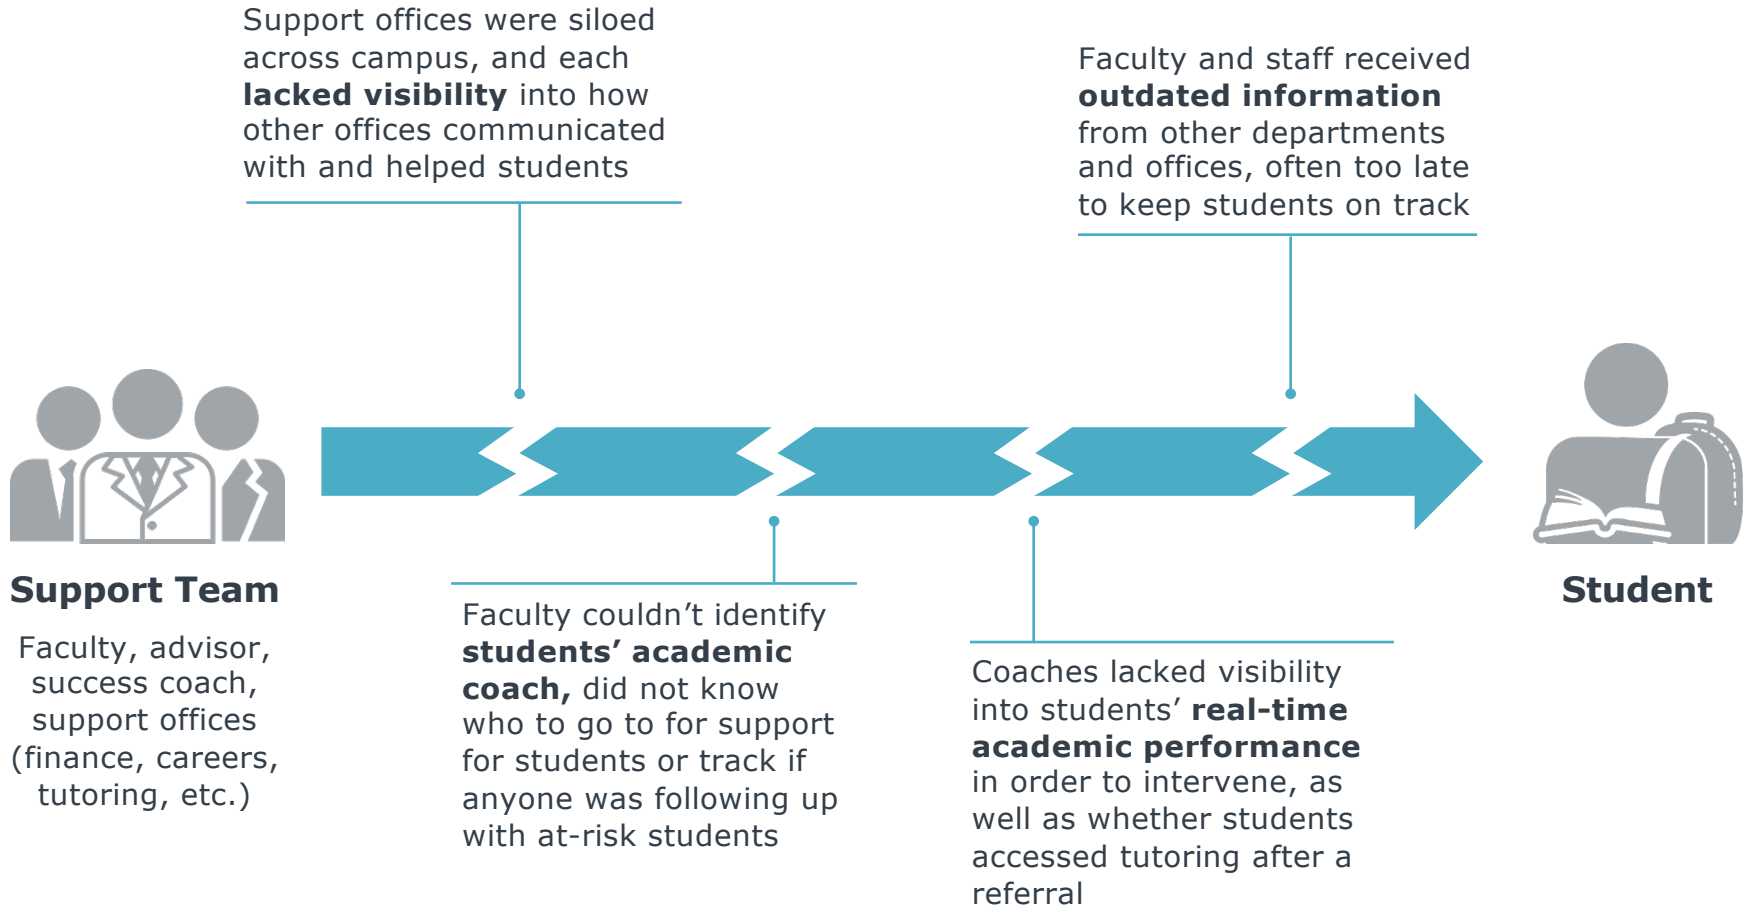 Support offices were siloed
across campus, and each
lacked visibility into how
other offices communicated
with and helped students
Faculty and staff received
outdated information
from other departments
and offices, often too late
to keep students on track
Support Team
Faculty, advisor,
success coach,
support offices
(finance, careers,
tutoring, etc.)
Faculty couldn’t identify
students’ academic
coach, did not know
who to go to for support
for students or track if
anyone was following up
with at-risk students
Coaches lacked visibility
into students’ real-time
academic performance
in order to intervene, as
well as whether students
accessed tutoring after a
referral
Student